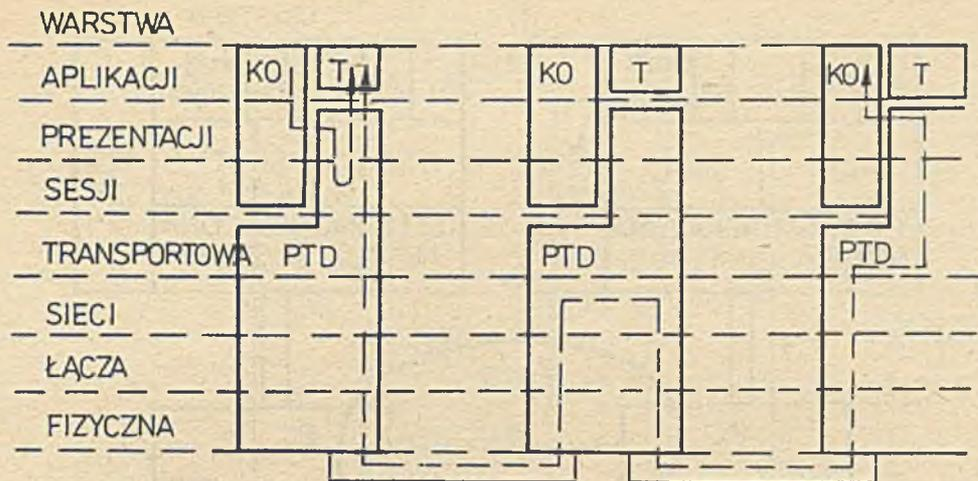 WARSTWA
APLIKACJI KO T KO T KO T
PREZENTACJI
SESJI
TRANSPORTOWA PTD PTD PTD
SIECI
ŁĄCZA
FIZYCZNA